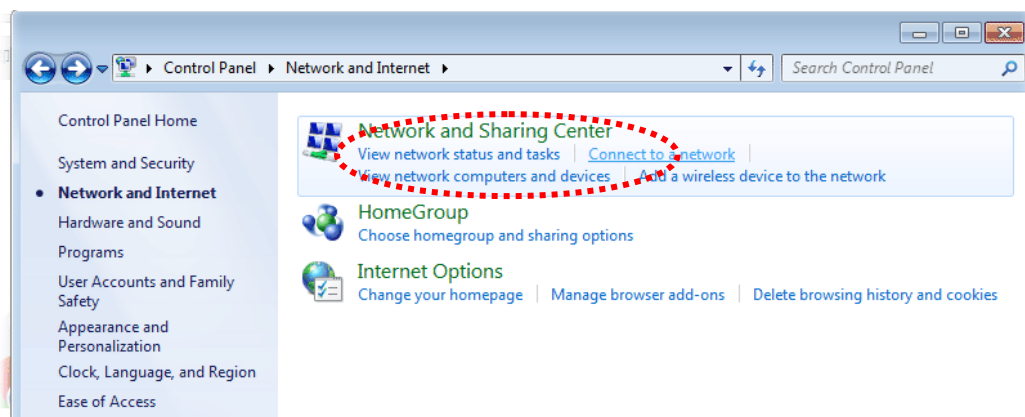 Control Panel Network and Internet Search Control Panel
Control Panel Home
System and Security
Network and Internet
Hardware and Sound
Programs
User Accounts and Family
Safety
Appearance and
Personalization
Clock, Language, and Region
Ease of Access
Network and Sharing Center
View network status and tasks Connect to a network
View network computers and devices Add a wireless device to the network
HomeGroup
Choose homegroup and sharing options
Internet Options
Change your homepage Manage browser add-ons Delete browsing history and cookies